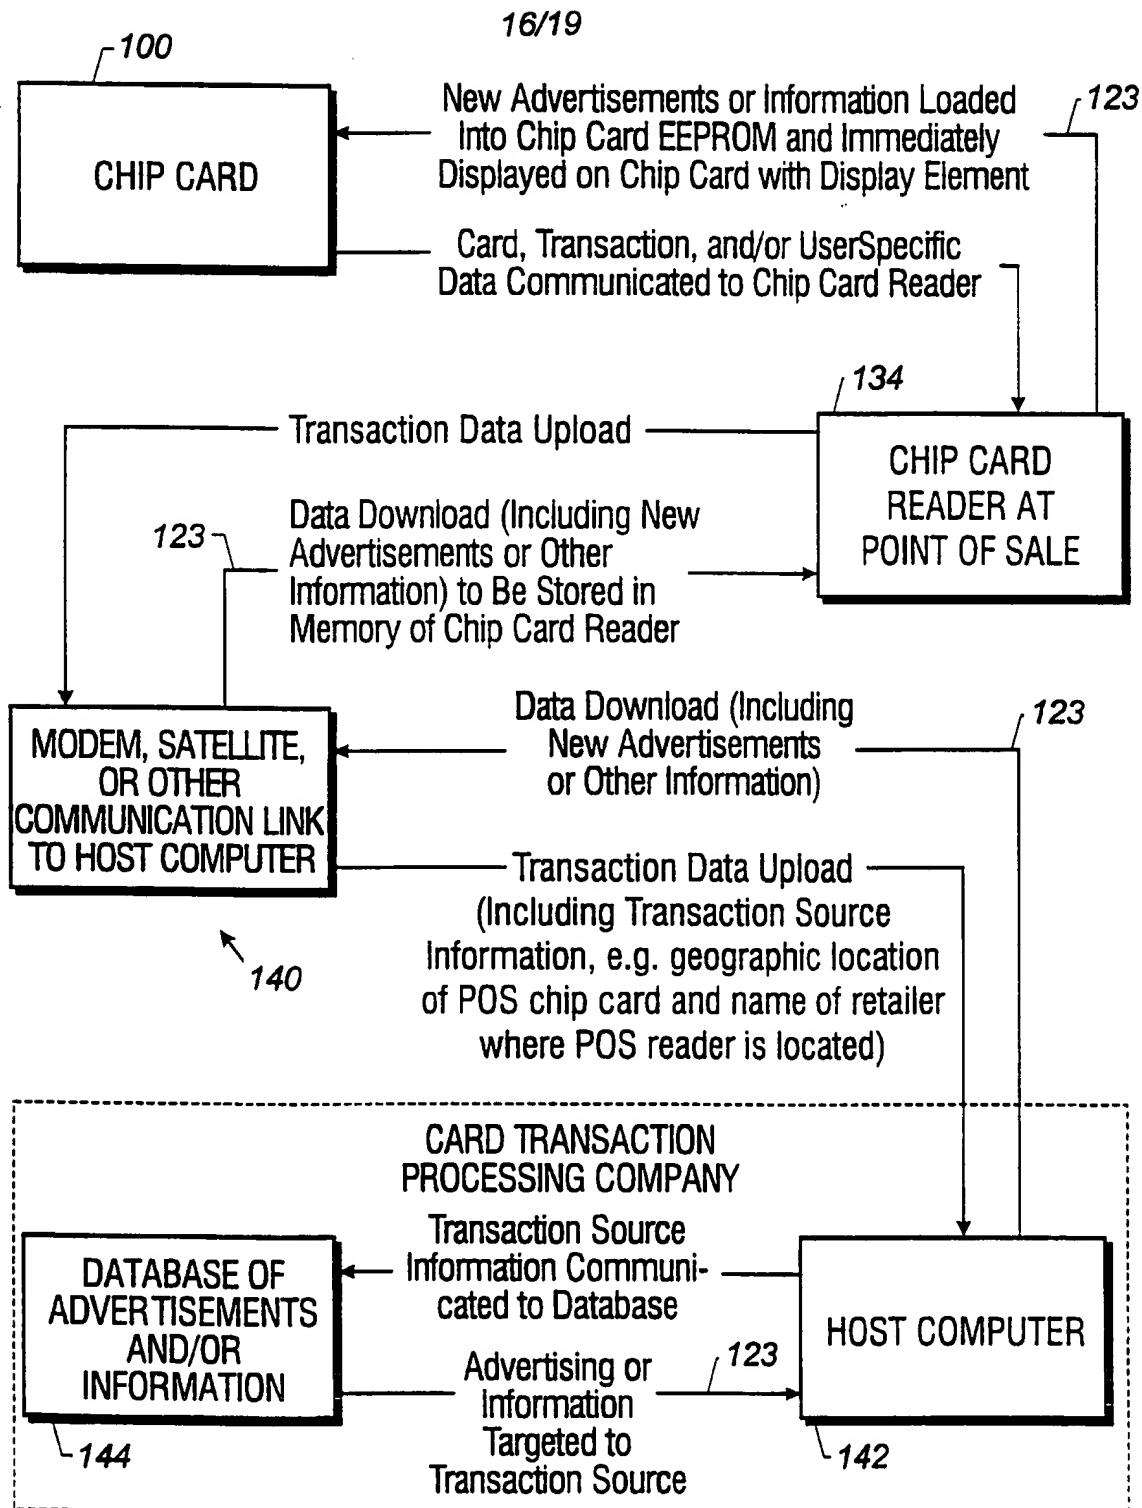 16/19
100
CHIP CARD
New Advertisements or Information Loaded
Into Chip Card EEPROM and Immediately
Displayed on Chip Card with Display Element
123
Card, Transaction, and/or UserSpecific
Data Communicated to Chip Card Reader
134
CHIP CARD
READER AT
POINT OF SALE
Transaction Data Upload
123
Data Download (Including New
Advertisements or Other
Information) to Be Stored in
Memory of Chip Card Reader
MODEM, SATELLITE,
OR OTHER
COMMUNICATION LINK
TO HOST COMPUTER
140
Data Download (Including
New Advertisements
or Other Information)
123
Transaction Data Upload
(Including Transaction Source
Information, e.g. geographic location
of POS chip card and name of retailer
where POS reader is located)
CARD TRANSACTION
PROCESSING COMPANY
Transaction Source
Information Communi-
cated to Database
DATABASE OF
ADVERTISEMENTS
AND/OR
INFORMATION
144
HOST COMPUTER
142
Advertising or
Information
Targeted to
Transaction Source
123